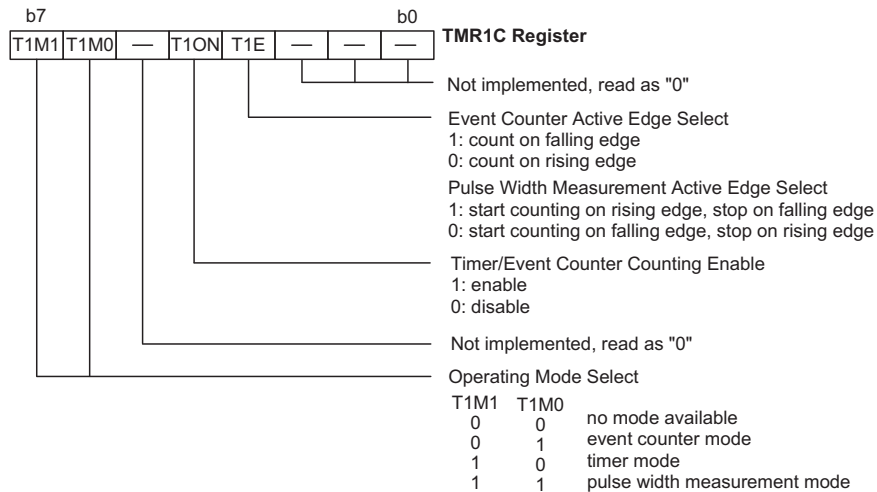 b7 b0
TMR1C Register
T1M1 T1M0 — T1ON T1E — — —
Not implemented, read as "0"
Event Counter Active Edge Select
1: count on falling edge
0: count on rising edge
Pulse Width Measurement Active Edge Select
1: start counting on rising edge, stop on falling edge
0: start counting on falling edge, stop on rising edge
Timer/Event Counter Counting Enable
1: enable
0: disable
Not implemented, read as "0"
Operating Mode Select
T1M1 T1M0
0 0 no mode available
0 1 event counter mode
1 0 timer mode
1 1 pulse width measurement mode